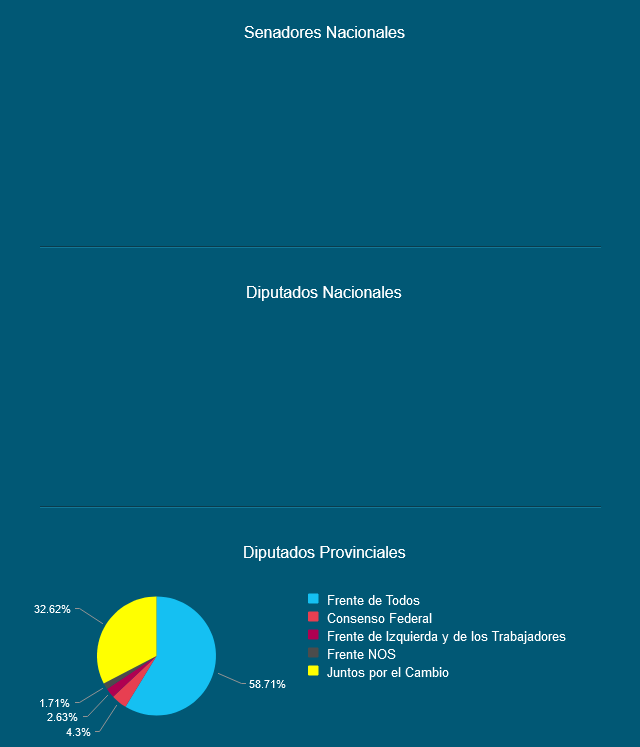 Senadores Nacionales
Diputados Nacionales
Diputados Provinciales
32.62%
1.71%
2.63%
4.3%
58.71%
Frente de Todos
Consenso Federal
Frente de Izquierda y de los Trabajadores
Frente NOS
Juntos por el Cambio